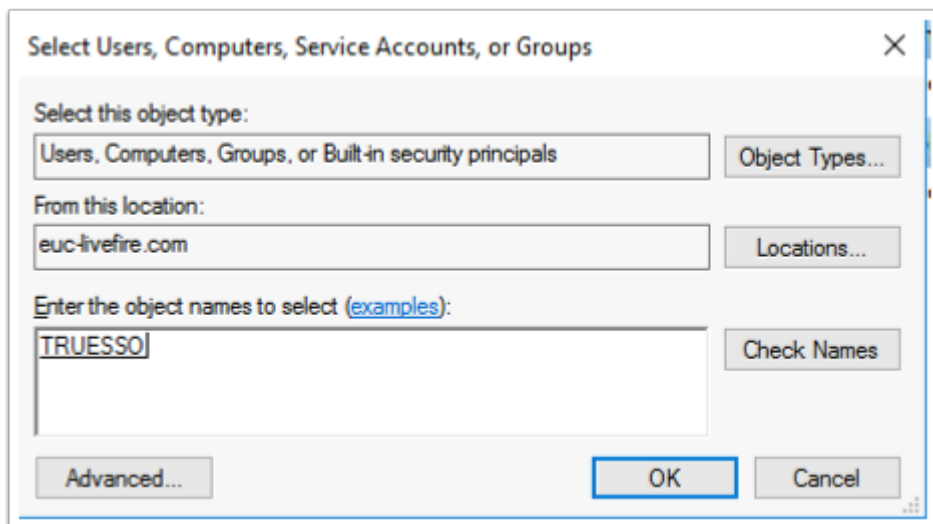 Select Users, Computers, Service Accounts, or Groups
Select this object type:
Users, Computers, Groups, or Built-in security principals
Object Types...
From this location:
euc-livefire.com
Locations...
Enter the object names to select (examples):
TRUESSO
Check Names
Advanced...
OK
Cancel